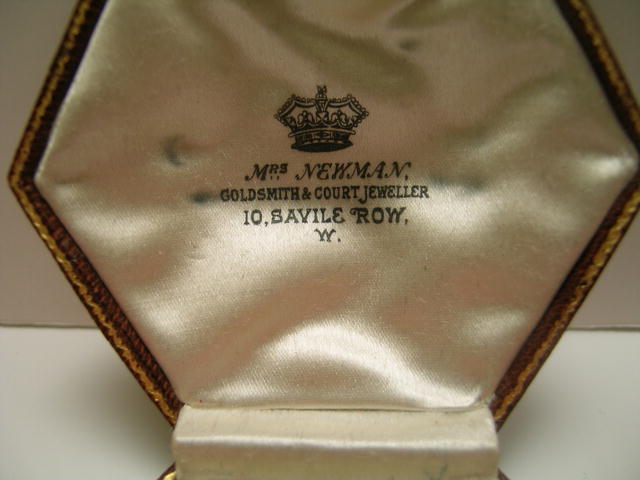 MRS NEWMAN,
GOLDSMITH & COURT JEWELLER
10, SAVILE ROW,
W.